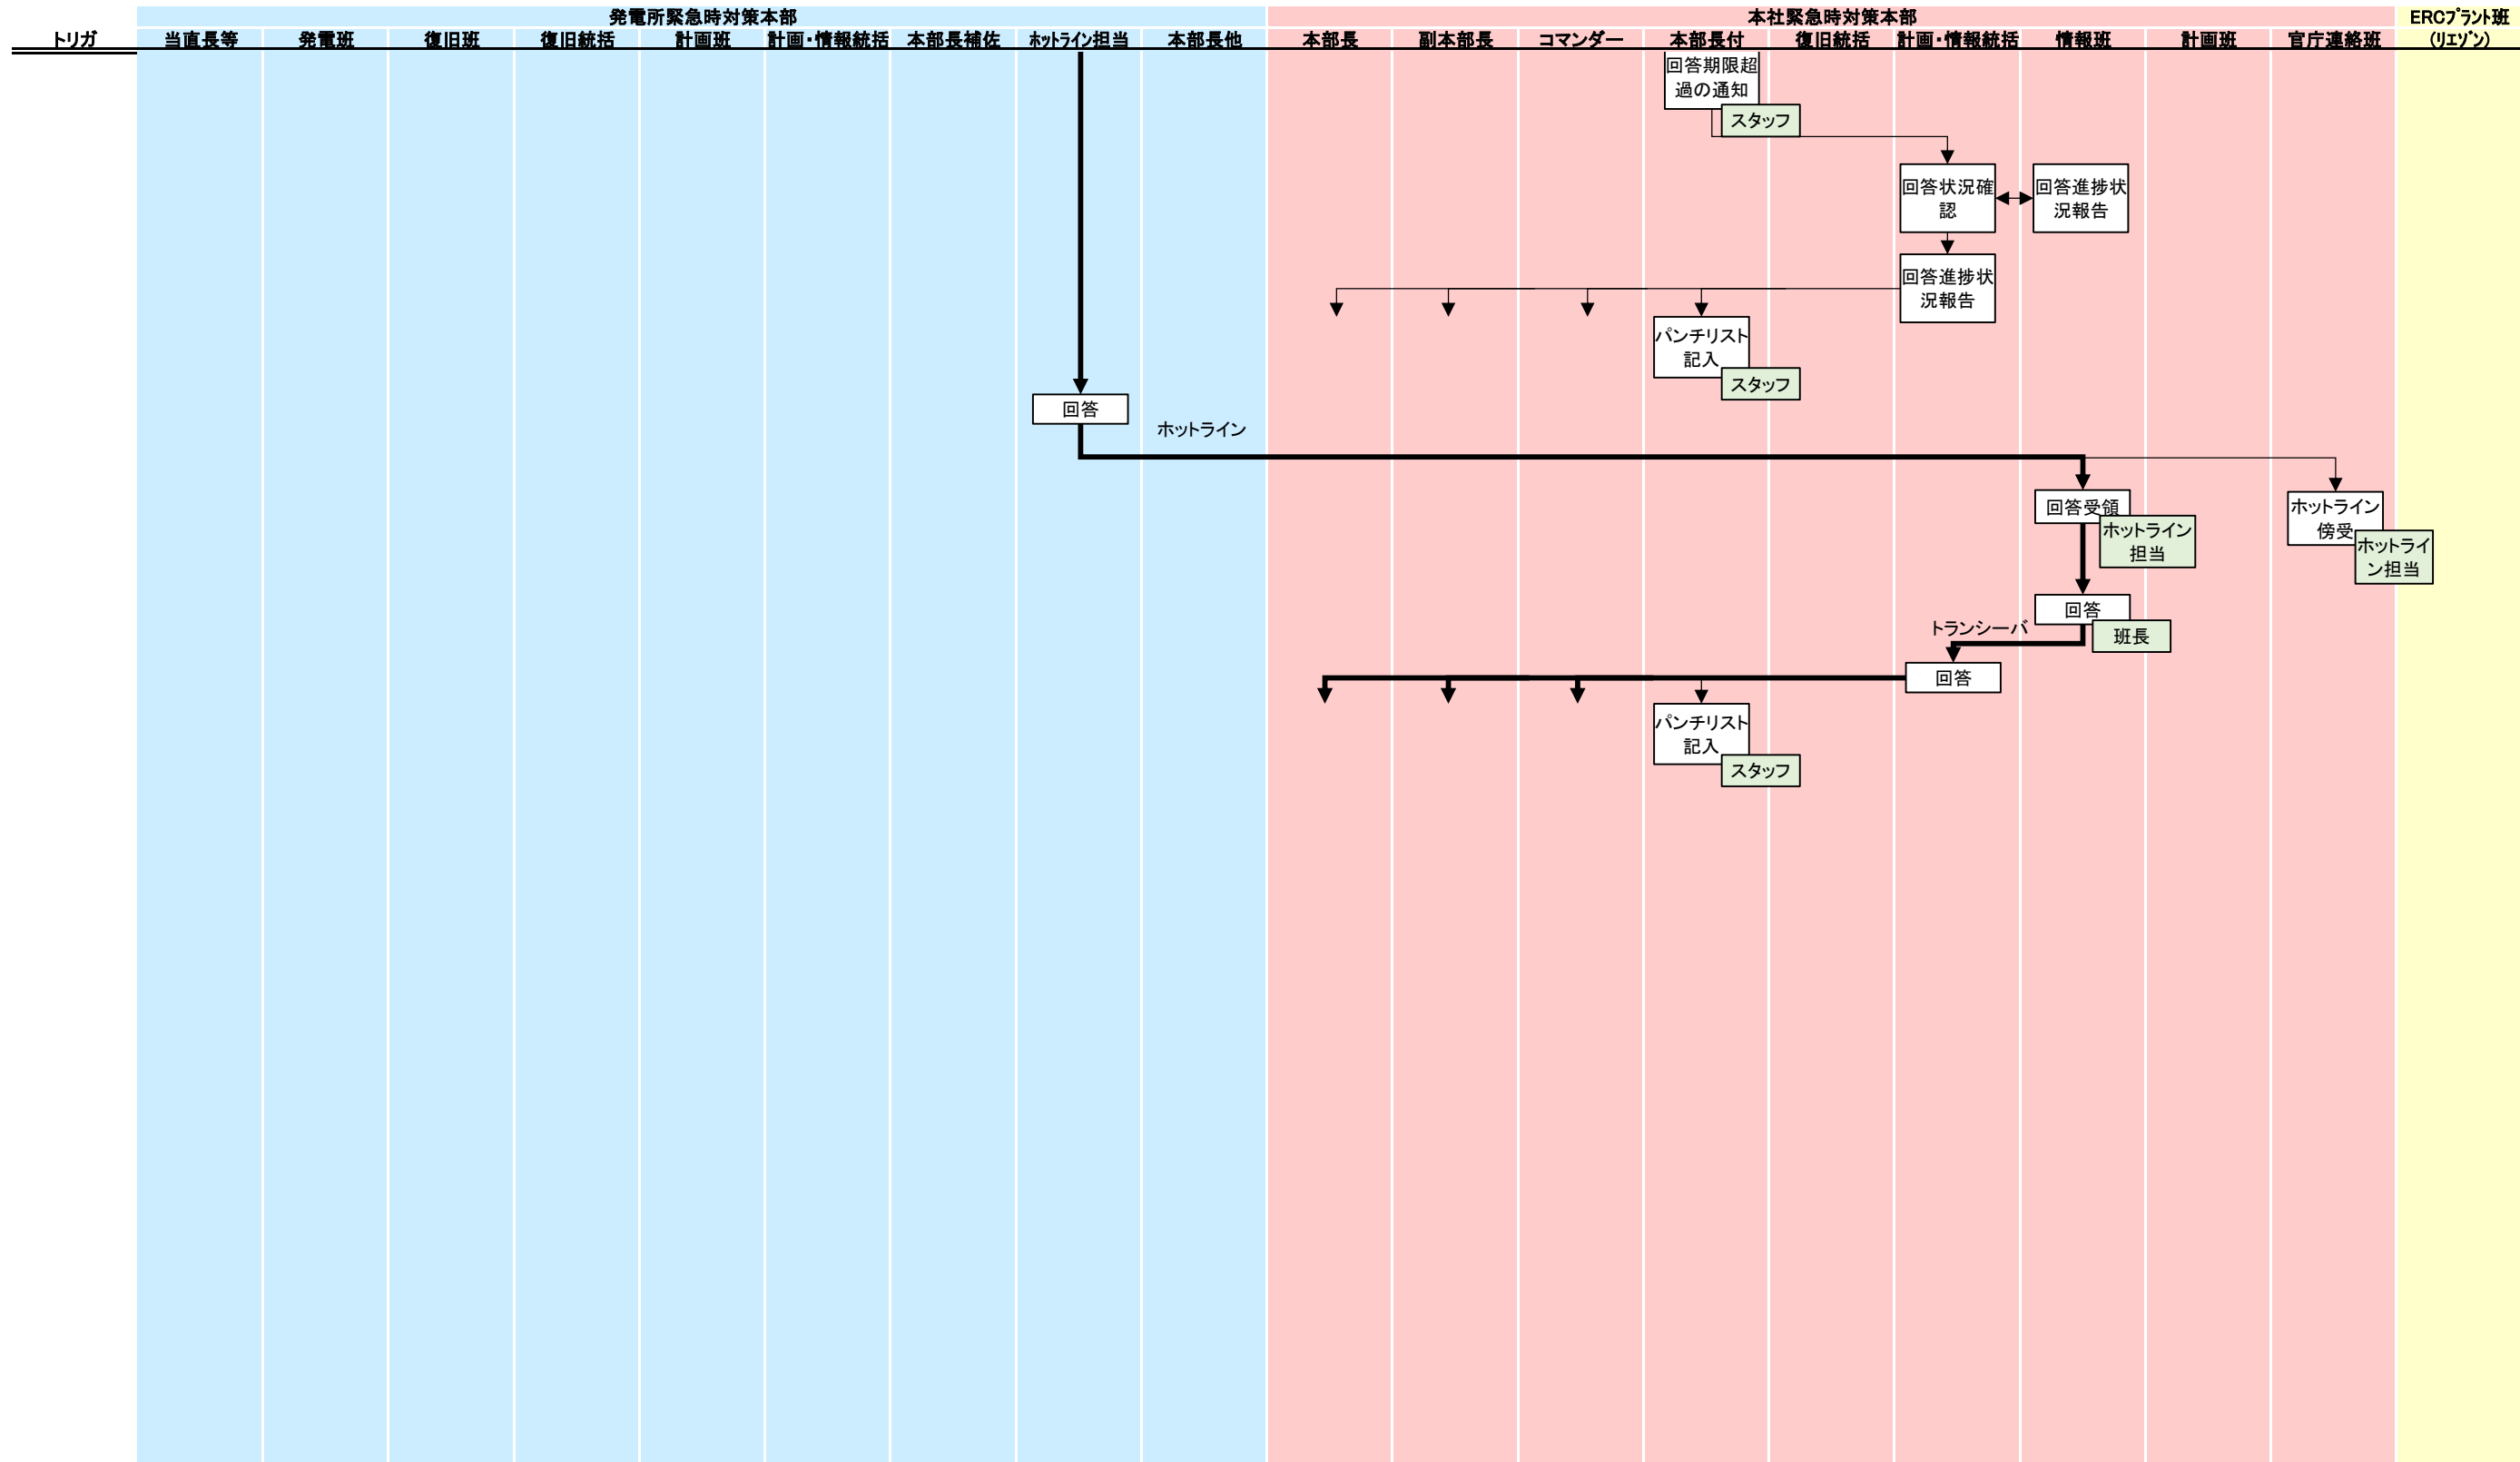 発電所緊急時対策本部
本社緊急時対策本部
ERCﾌﾟﾗﾝﾄ班
トリガ
当直長等
発電班
復旧班
復旧統括
計画班
計画・情報統括
本部長補佐
ﾎｯﾄﾗｲﾝ担当
本部長他
本部長
副本部長
コマンダー
本部長付
復旧統括
計画・情報統括
情報班
計画班
官庁連絡班
(ﾘｴｿﾞﾝ)
回答期限超
過の通知
スタッフ
回答状況確
認
回答進捗状
況報告
回答進捗状
況報告
パンチリスト
記入
スタッフ
回答
ホットライン
回答受領
ホットライン
担当
ホットライン
傍受
ホットライ
ン担当
回答
班長
トランシーバ
回答
パンチリスト
記入
スタッフ